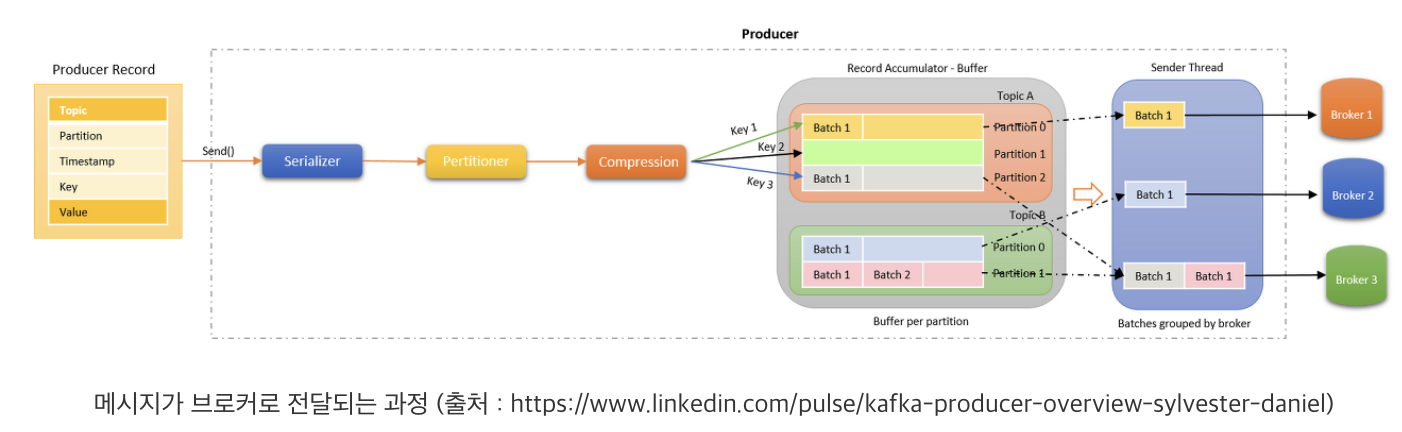 Producer
Producer Record
Topic
Partition
Timestamp
Key
Value
Send()
Serializer
Pertitioner
Compression
Key 1
Key 2
Key 3
Record Accumulator - Buffer
Topic A
Batch 1
Partition 0
Partition 1
Batch 1
Partition 2
Topic B
Batch 1
Partition 0
Batch 1 Batch 2
Partition 1
Buffer per partition
Sender Thread
Batch 1
Batch 1
Batch 1 Batch 1
Batches grouped by broker
Broker 1
Broker 2
Broker 3
메시지가 브로커로 전달되는 과정 (출처 : https://www.linkedin.com/pulse/kafka-producer-overview-sylvester-daniel)